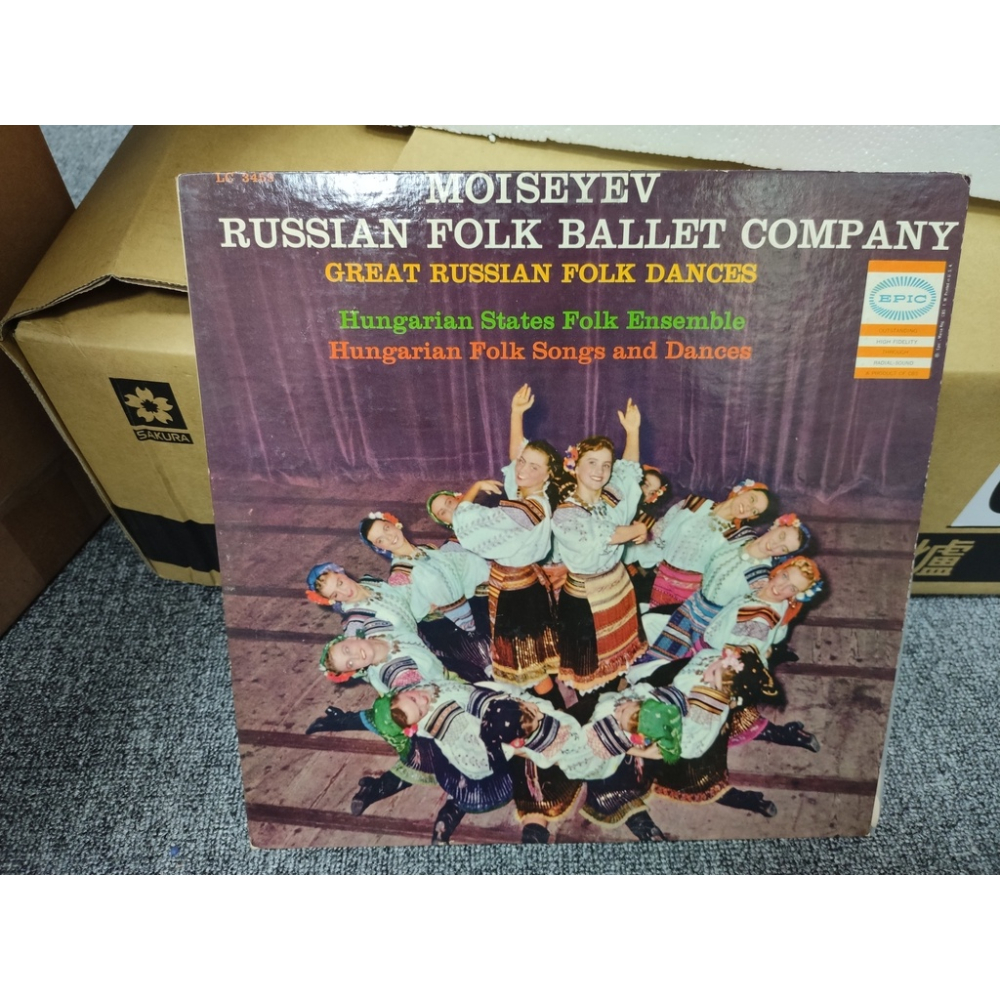 MOISEYEV
RUSSIAN FOLK BALLET COMPANY
GREAT RUSSIAN FOLK DANCES
Hungarian States Folk Ensemble
Hungarian Folk Songs and Dances
EPIC
HIGH FIDELITY
SAKURA
爐